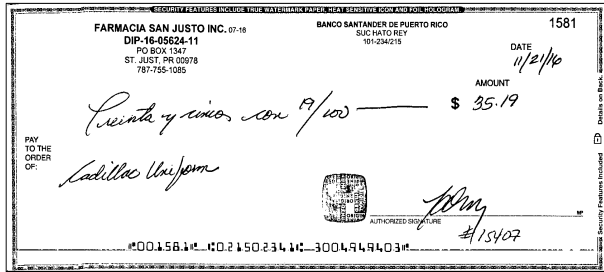 SECURITY FEATURES INCLUDE TRUE WATERMARK PAPER, HEAT SENSITIVE ICON AND FOIL HOLOGRAM
1581
FARMACIA SAN JUSTO INC. 07-16
DIP-16-05624-11
PO BOX 1347
ST. JUST, PR 00978
787-755-1085
BANCO SANTANDER DE PUERTO RICO
SUC HATO REY
101-234/215
DATE
11/21/16
AMOUNT
Treinta y cinco con 19/100
$ 35.19
PAY
TO THE
ORDER
OF:
Cadillac Uniform
AUTHORIZED SIGNATURE
MP
#15407
⑈001581⑈ ⑆021502341⑆ 3004949403⑈
Security Features Included
Details on Back.